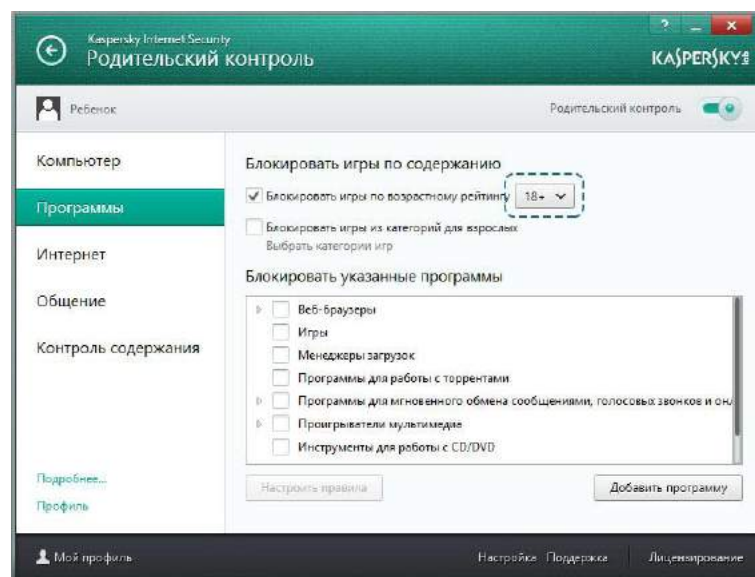 Kaspersky Internet Security
Родительский контроль
? _ x
KASPERSKY lab
Ребенок
Родительский контроль
Компьютер
Программы
Интернет
Общение
Контроль содержания
Подробнее...
Профиль
Блокировать игры по содержанию
Блокировать игры по возрастному рейтингу 18+
Блокировать игры из категорий для взрослых
Выбрать категории игр
Блокировать указанные программы
Веб-браузеры
Игры
Менеджеры загрузок
Программы для работы с торрентами
Программы для мгновенного обмена сообщениями, голосовых звонков и онл
Проигрыватели мультимедиа
Инструменты для работы с CD/DVD
Настроить правила
Добавить программу
Мой профиль
Настройка Поддержка Лицензирование